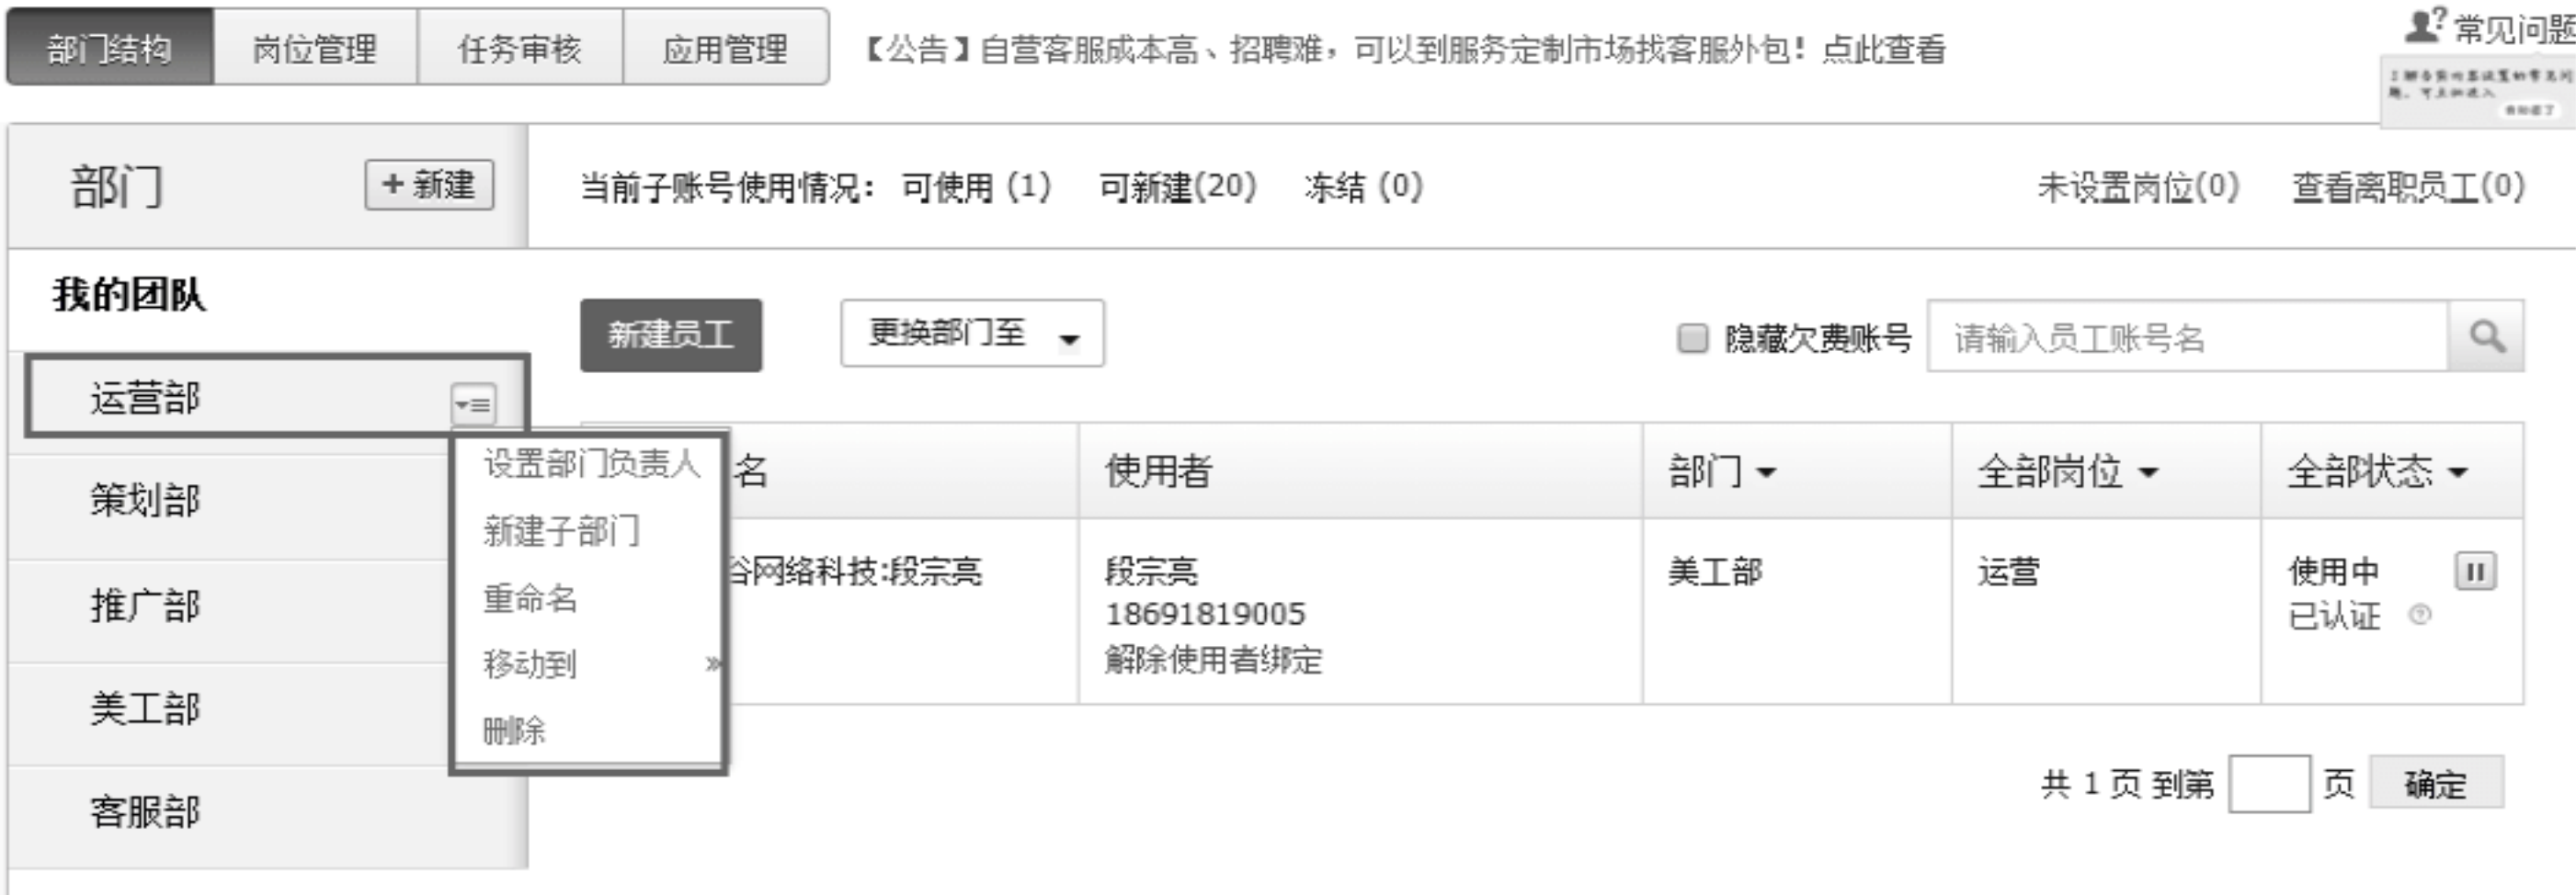 部门结构 岗位管理 任务审核 应用管理 【公告】自营客服成本高、招聘难，可以到服务定制市场找客服外包！点此查看 常见问题
部门 +新建 当前子账号使用情况： 可使用 (1) 可新建(20) 冻结 (0) 未设置岗位(0) 查看离职员工(0)
我的团队
新建员工 更换部门至 隐藏欠费账号 请输入员工账号名
运营部
设置部门负责人
新建子部门
重命名
移动到 »
删除
策划部
推广部
美工部
客服部
名 使用者 部门 全部岗位 全部状态
谷网络科技:段宗亮 段宗亮 美工部 运营 使用中
18691819005 已认证
解除使用者绑定
共 1 页 到第 页 确定